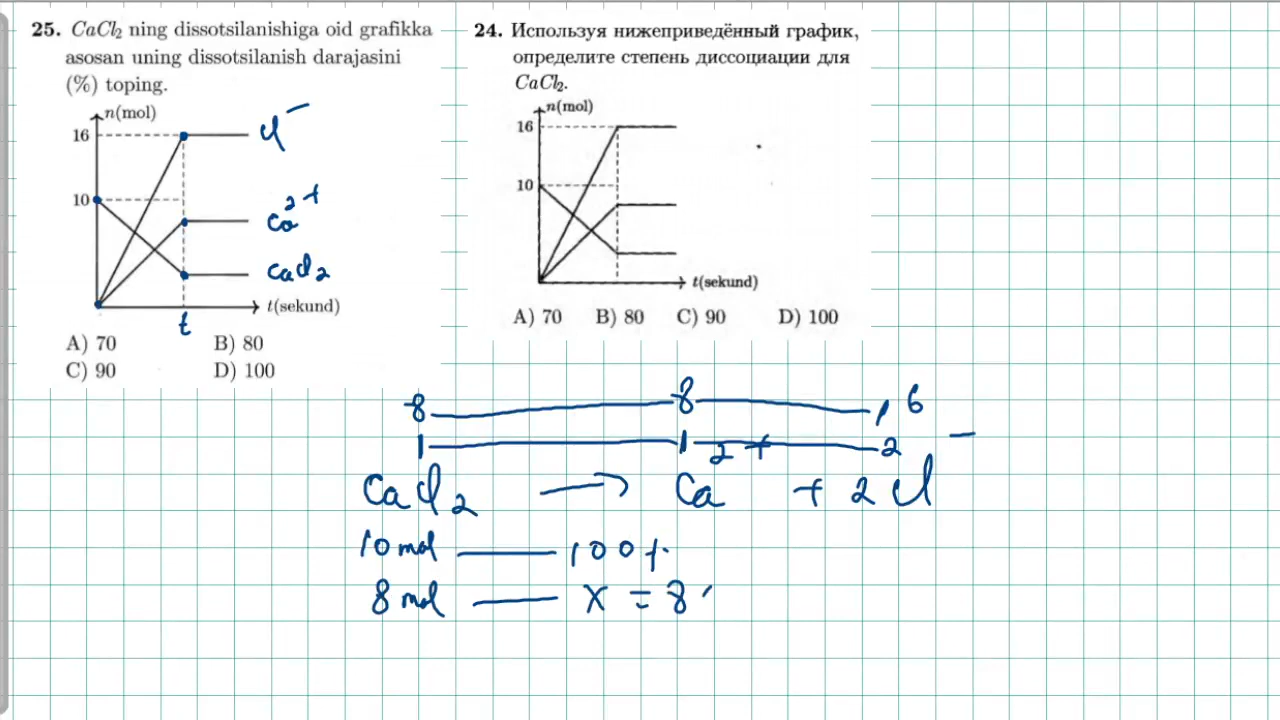 25. CaCl₂ ning dissotsilanishiga oid grafikka
asosan uning dissotsilanish darajasini
(%) toping.
n(mol)
16
Cl⁻
10
Ca²⁺
CaCl₂
t(sekund)
t
A) 70 B) 80
C) 90 D) 100
24. Используя нижеприведённый график,
определите степень диссоциации для
CaCl₂.
n(mol)
16
10
t(sekund)
A) 70 B) 80 C) 90 D) 100
8 8 16
1 1 2
CaCl₂ → Ca²⁺ + 2Cl⁻
10 mol — 100%
8 mol — x = 8